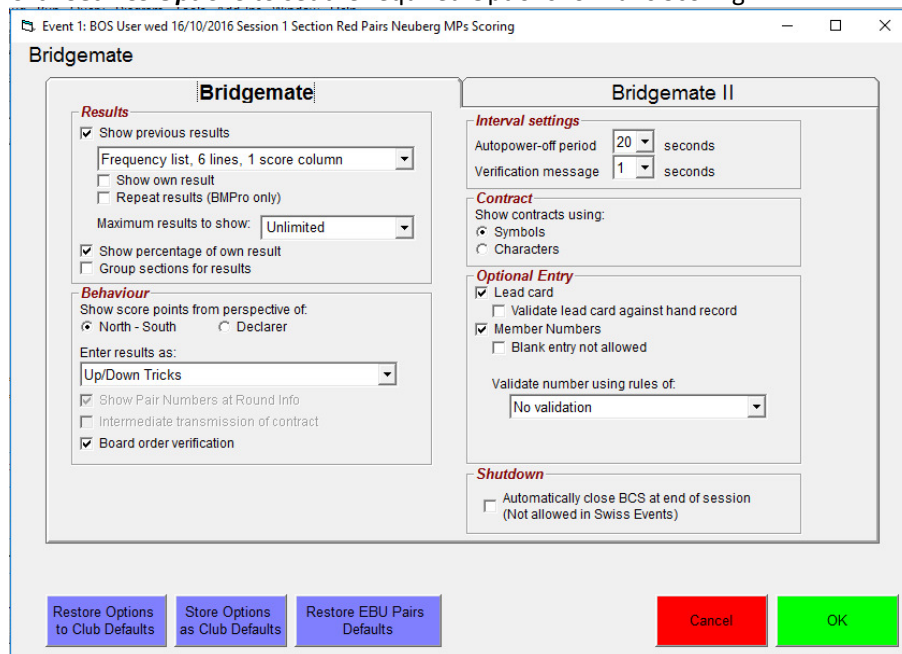 Event 1: BOS User wed 16/10/2016 Session 1 Section Red Pairs Neuberg MPs Scoring
Bridgemate
Bridgemate
Bridgemate II
Results
Show previous results
Frequency list, 6 lines, 1 score column
Show own result
Repeat results (BMPro only)
Maximum results to show: Unlimited
Show percentage of own result
Group sections for results
Behaviour
Show score points from perspective of:
North - South Declarer
Enter results as:
Up/Down Tricks
Show Pair Numbers at Round Info
Intermediate transmission of contract
Board order verification
Interval settings
Autopower-off period 20 seconds
Verification message 1 seconds
Contract
Show contracts using:
Symbols
Characters
Optional Entry
Lead card
Validate lead card against hand record
Member Numbers
Blank entry not allowed
Validate number using rules of:
No validation
Shutdown
Automatically close BCS at end of session
(Not allowed in Swiss Events)
Restore Options
to Club Defaults
Store Options
as Club Defaults
Restore EBU Pairs
Defaults
Cancel
OK